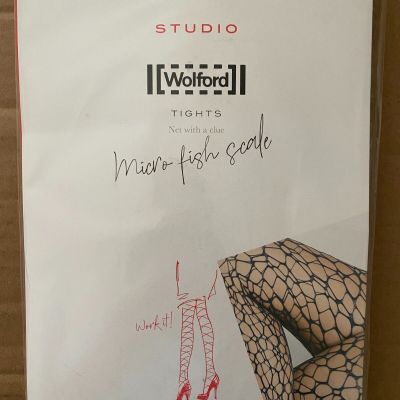 STUDIO
Wolford
TIGHTS
Net with a clue
Micro fish scale
Work it!